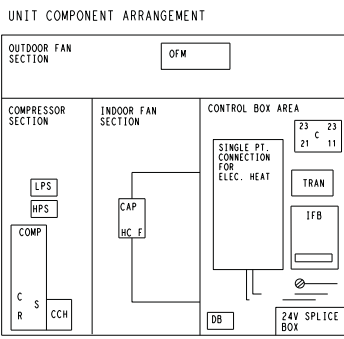 UNIT COMPONENT ARRANGEMENT
OUTDOOR FAN
SECTION
OFM
COMPRESSOR
SECTION
INDOOR FAN
SECTION
CONTROL BOX AREA
23 23
C
21 11
SINGLE PT.
CONNECTION
FOR
ELEC. HEAT
TRAN
LPS
HPS
CAP
HC F
IFB
COMP
C
S
R
CCH
DB
24V SPLICE
BOX